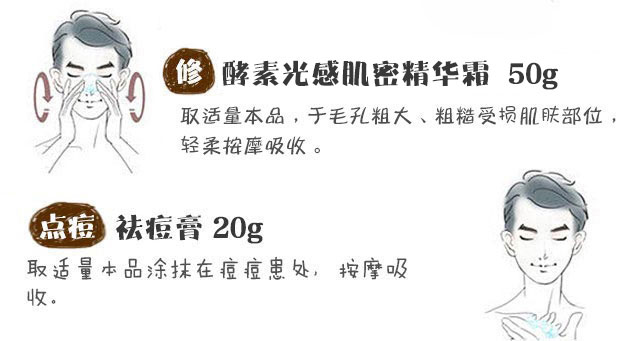 修 酵素光感肌密精华霜 50g
取适量本品，于毛孔粗大、粗糙受损肌肤部位，
轻柔按摩吸收。
点痘 祛痘膏 20g
取适量本品涂抹在痘痘患处，按摩吸
收。